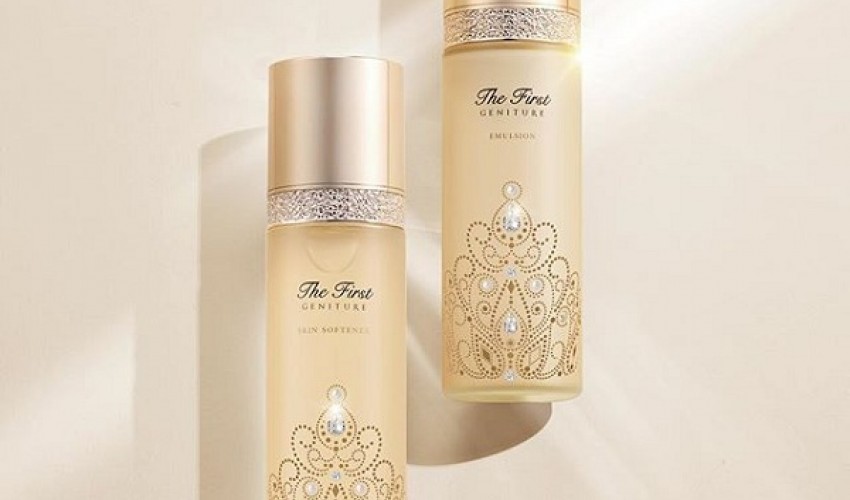 The First
GENITURE
EMULSION
The First
GENITURE
SKIN SOFTENER